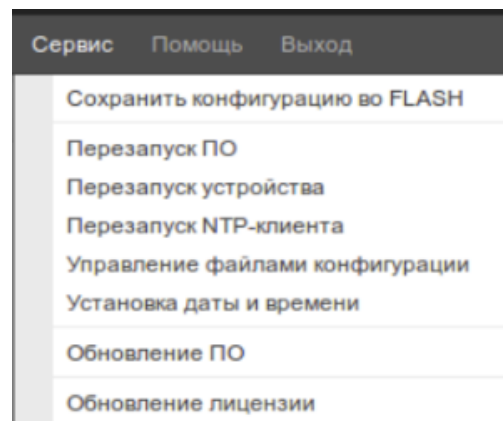 Сервис Помощь Выход
Сохранить конфигурацию во FLASH
Перезапуск ПО
Перезапуск устройства
Перезапуск NTP-клиента
Управление файлами конфигурации
Установка даты и времени
Обновление ПО
Обновление лицензии